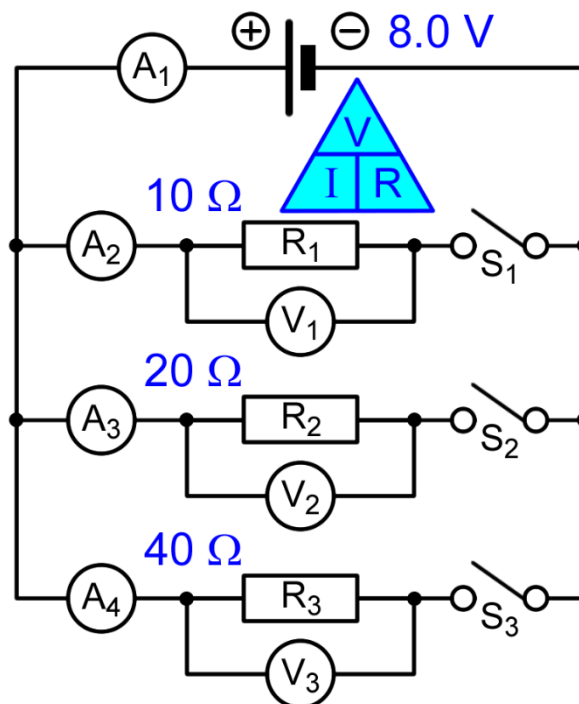 + − 8.0 V
A₁
V
I R
10 Ω
A₂ R₁ S₁
V₁
20 Ω
A₃ R₂ S₂
V₂
40 Ω
A₄ R₃ S₃
V₃